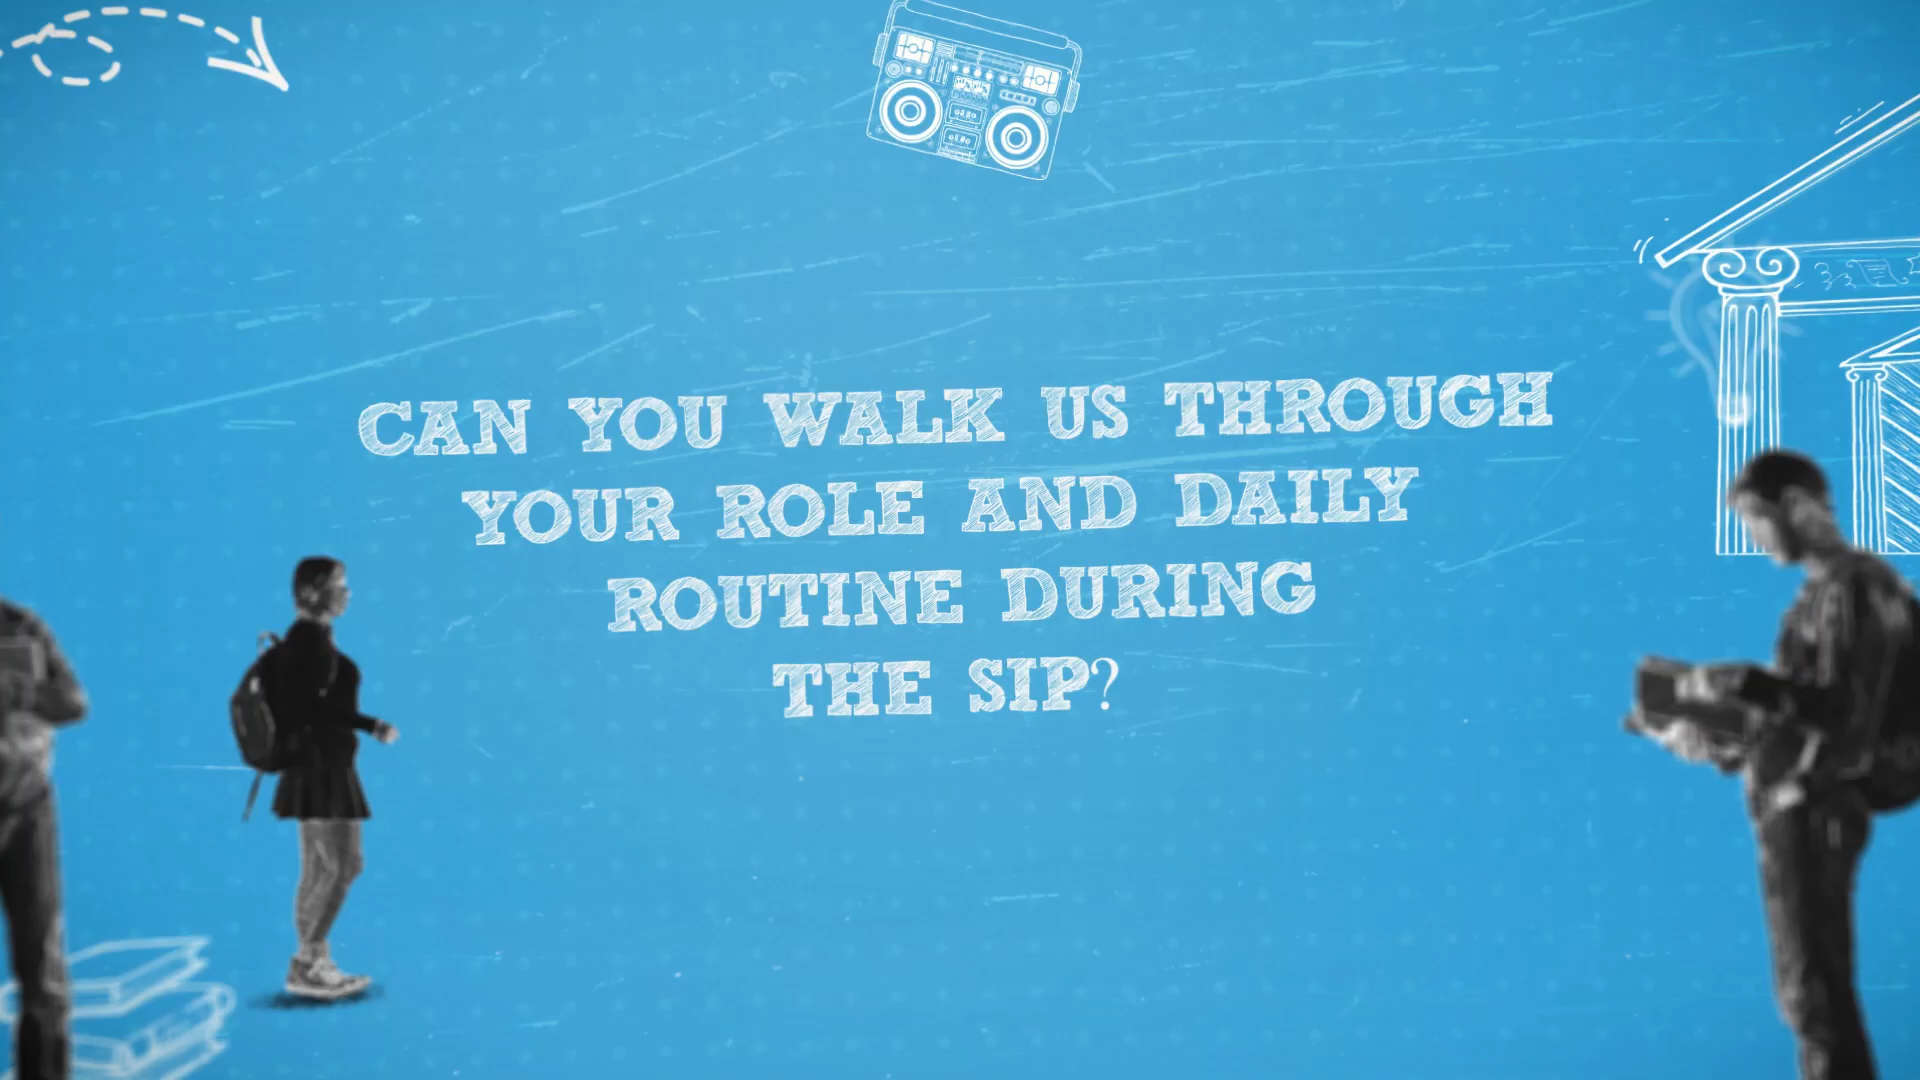 CAN YOU WALK US THROUGH
YOUR ROLE AND DAILY
ROUTINE DURING
THE SIP?